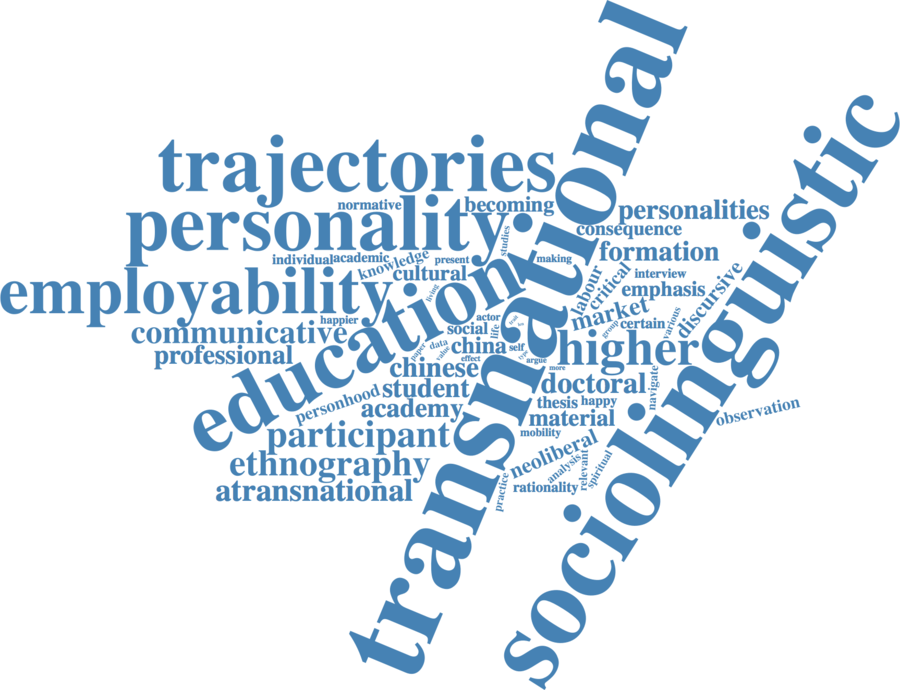 transnational
sociolinguistic
trajectories
personality
normative
becoming
personalities
consequence
studies
formation
individual
academic
knowledge
present
making
cultural
labour
critical
interview
employability
living
emphasis
discursive
education
market
happier
actor
social
life
group
certain
various
communicative
data
china
self
higher
professional
paper
value
effect
type
argue
more
chinese
student
doctoral
navigate
personhood
academy
thesis
happy
material
observation
participant
mobility
neoliberal
ethnography
analysis
relevant
spiritual
atransnational
practice
rationality